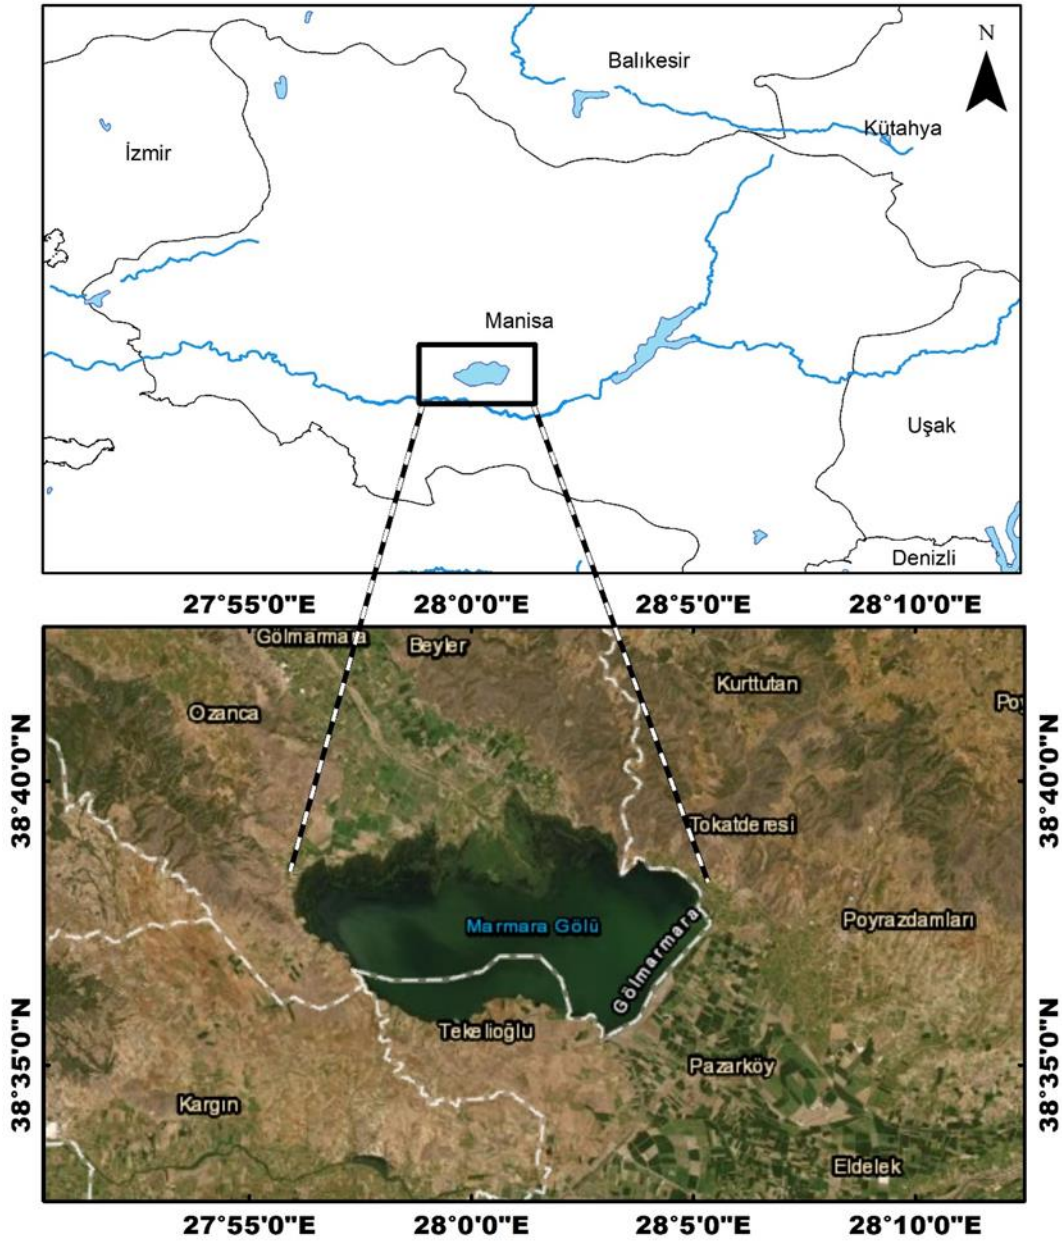 N
Balıkesir
Kütahya
İzmir
Manisa
Uşak
Denizli
27°55'0"E 28°0'0"E 28°5'0"E 28°10'0"E
Gölmarmara
Beyler
Kurttutan
Poy
Ozanca
38°40'0"N
38°40'0"N
Tokatderesi
Marmara Gölü
Gölmarmara
Poyrazdamları
Tekelioğlu
38°35'0"N
38°35'0"N
Pazarköy
Kargın
Eldelek
27°55'0"E 28°0'0"E 28°5'0"E 28°10'0"E